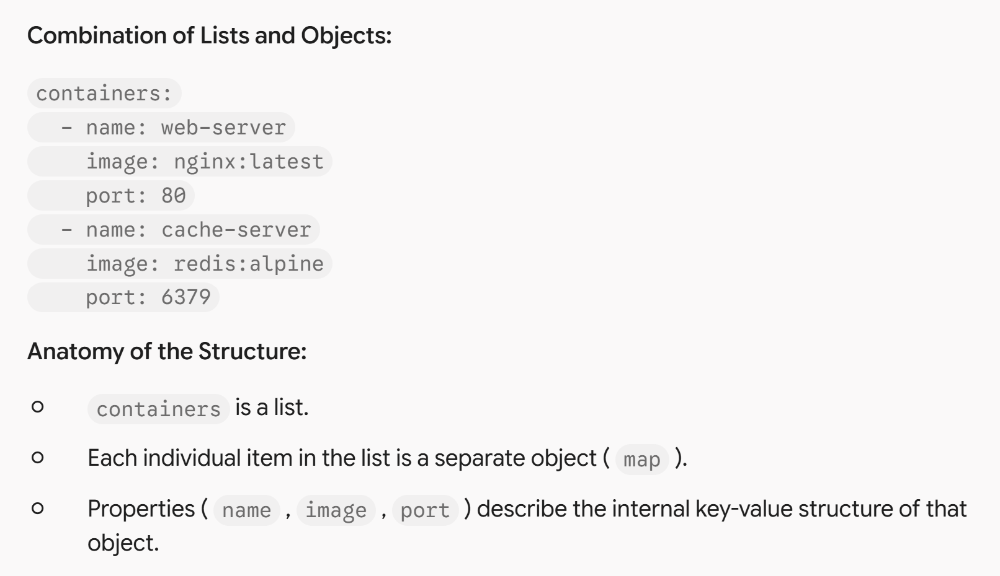 Combination of Lists and Objects:
containers:
  - name: web-server
    image: nginx:latest
    port: 80
  - name: cache-server
    image: redis:alpine
    port: 6379
Anatomy of the Structure:
containers is a list.
Each individual item in the list is a separate object ( map ).
Properties ( name , image , port ) describe the internal key-value structure of that
object.